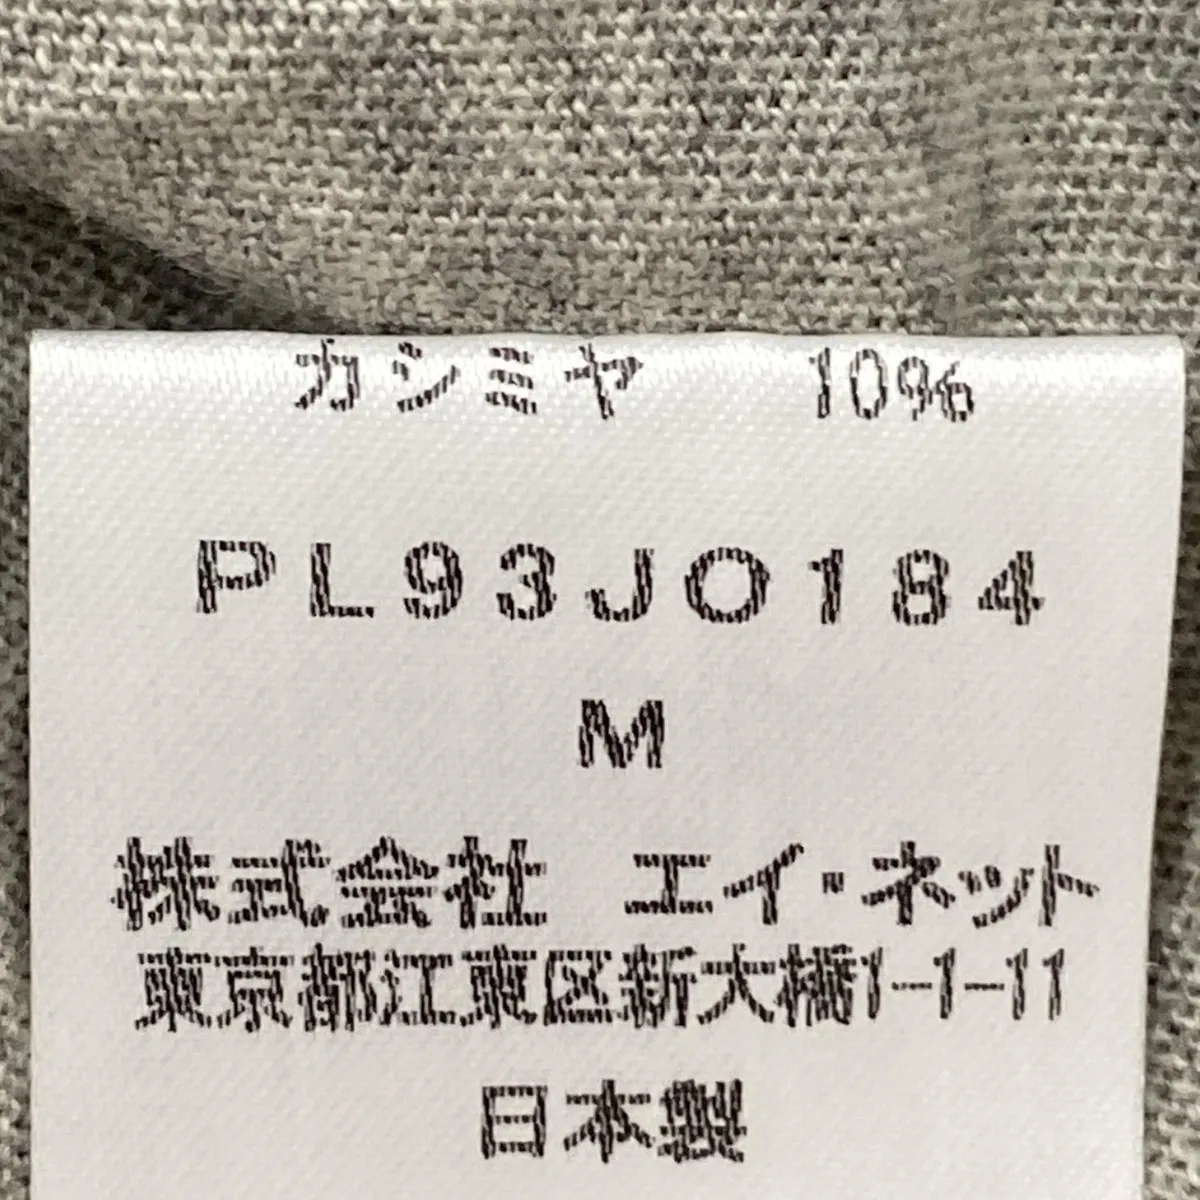 カシミヤ 10%
PL93JO184
M
株式会社 エイ・ネット
東京都江東区新大橋1-1-11
日本製